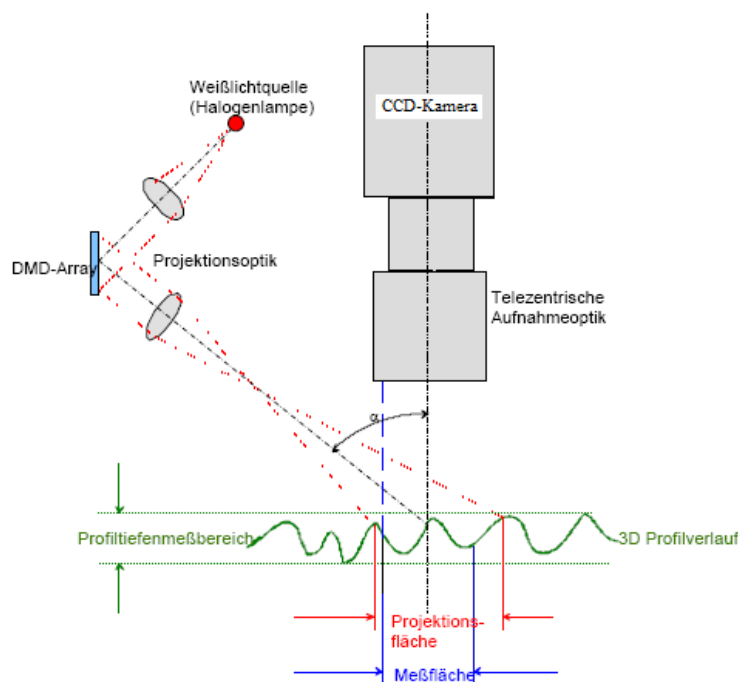 Weißlichtquelle
(Halogenlampe)
CCD-Kamera
DMD-Array
Projektionsoptik
Telezentrische
Aufnahmeoptik
α
Profiltiefenmeßbereich
3D Profilverlauf
Projektions-
fläche
Meßfläche